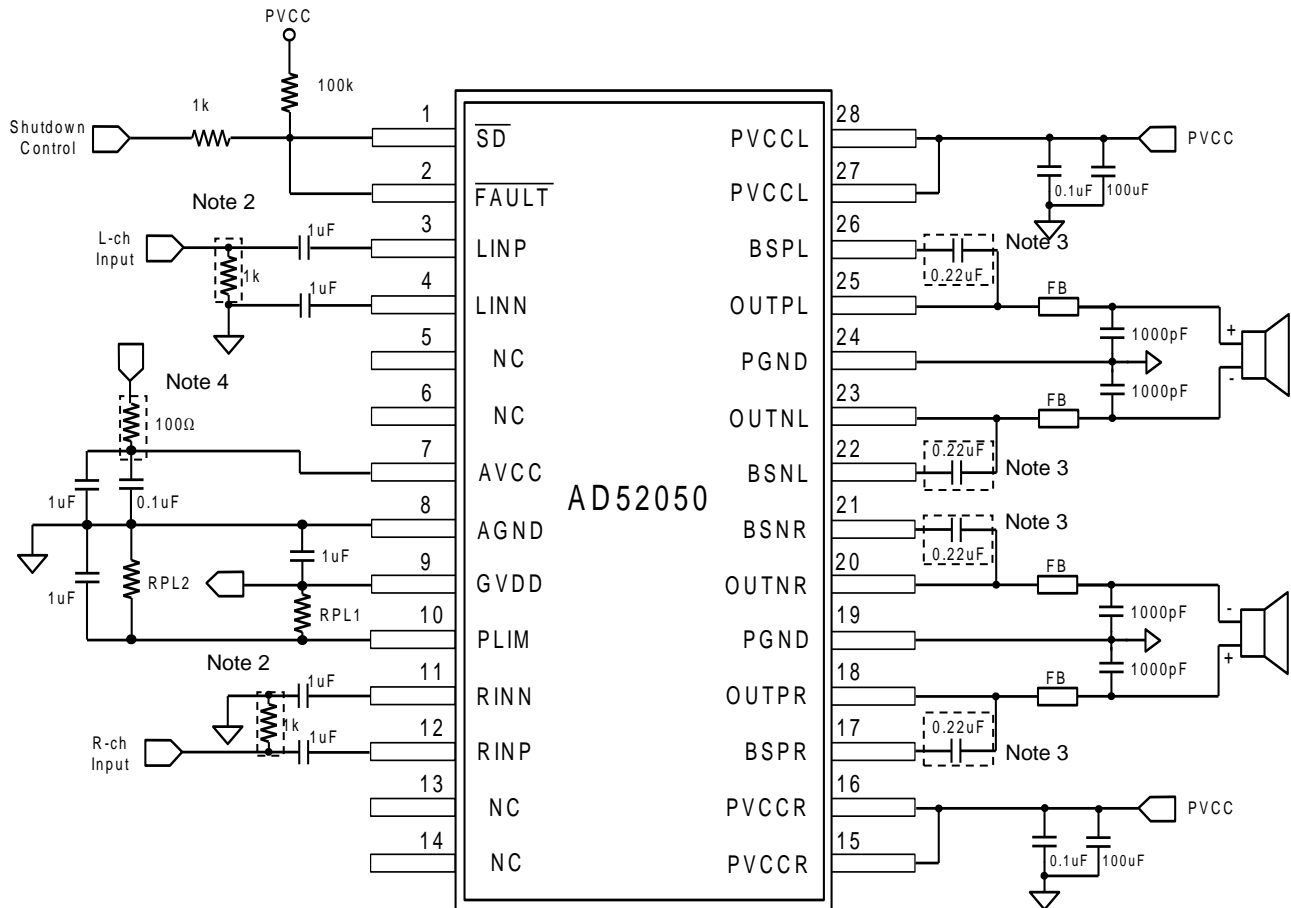 PVCC
100k
1k
Shutdown
Control
1
SD
2
FAULT
Note 2
L-ch
Input
1uF
3
LINP
1k
1uF
4
LINN
5
NC
6
NC
Note 4
100Ω
7
AVCC
1uF
0.1uF
8
AGND
1uF
9
GVDD
1uF
RPL2
RPL1
10
PLIM
Note 2
1uF
11
RINN
1k
R-ch
Input
1uF
12
RINP
13
NC
14
NC
AD52050
28
PVCCL
PVCC
27
PVCCL
0.1uF
100uF
26
BSPL
Note 3
0.22uF
25
OUTPL
FB
1000pF
+
24
PGND
1000pF
-
23
OUTNL
FB
22
BSNL
0.22uF
Note 3
21
BSNR
0.22uF
Note 3
20
OUTNR
FB
1000pF
-
19
PGND
1000pF
+
18
OUTPR
FB
17
BSPR
0.22uF
Note 3
16
PVCCR
PVCC
15
PVCCR
0.1uF
100uF